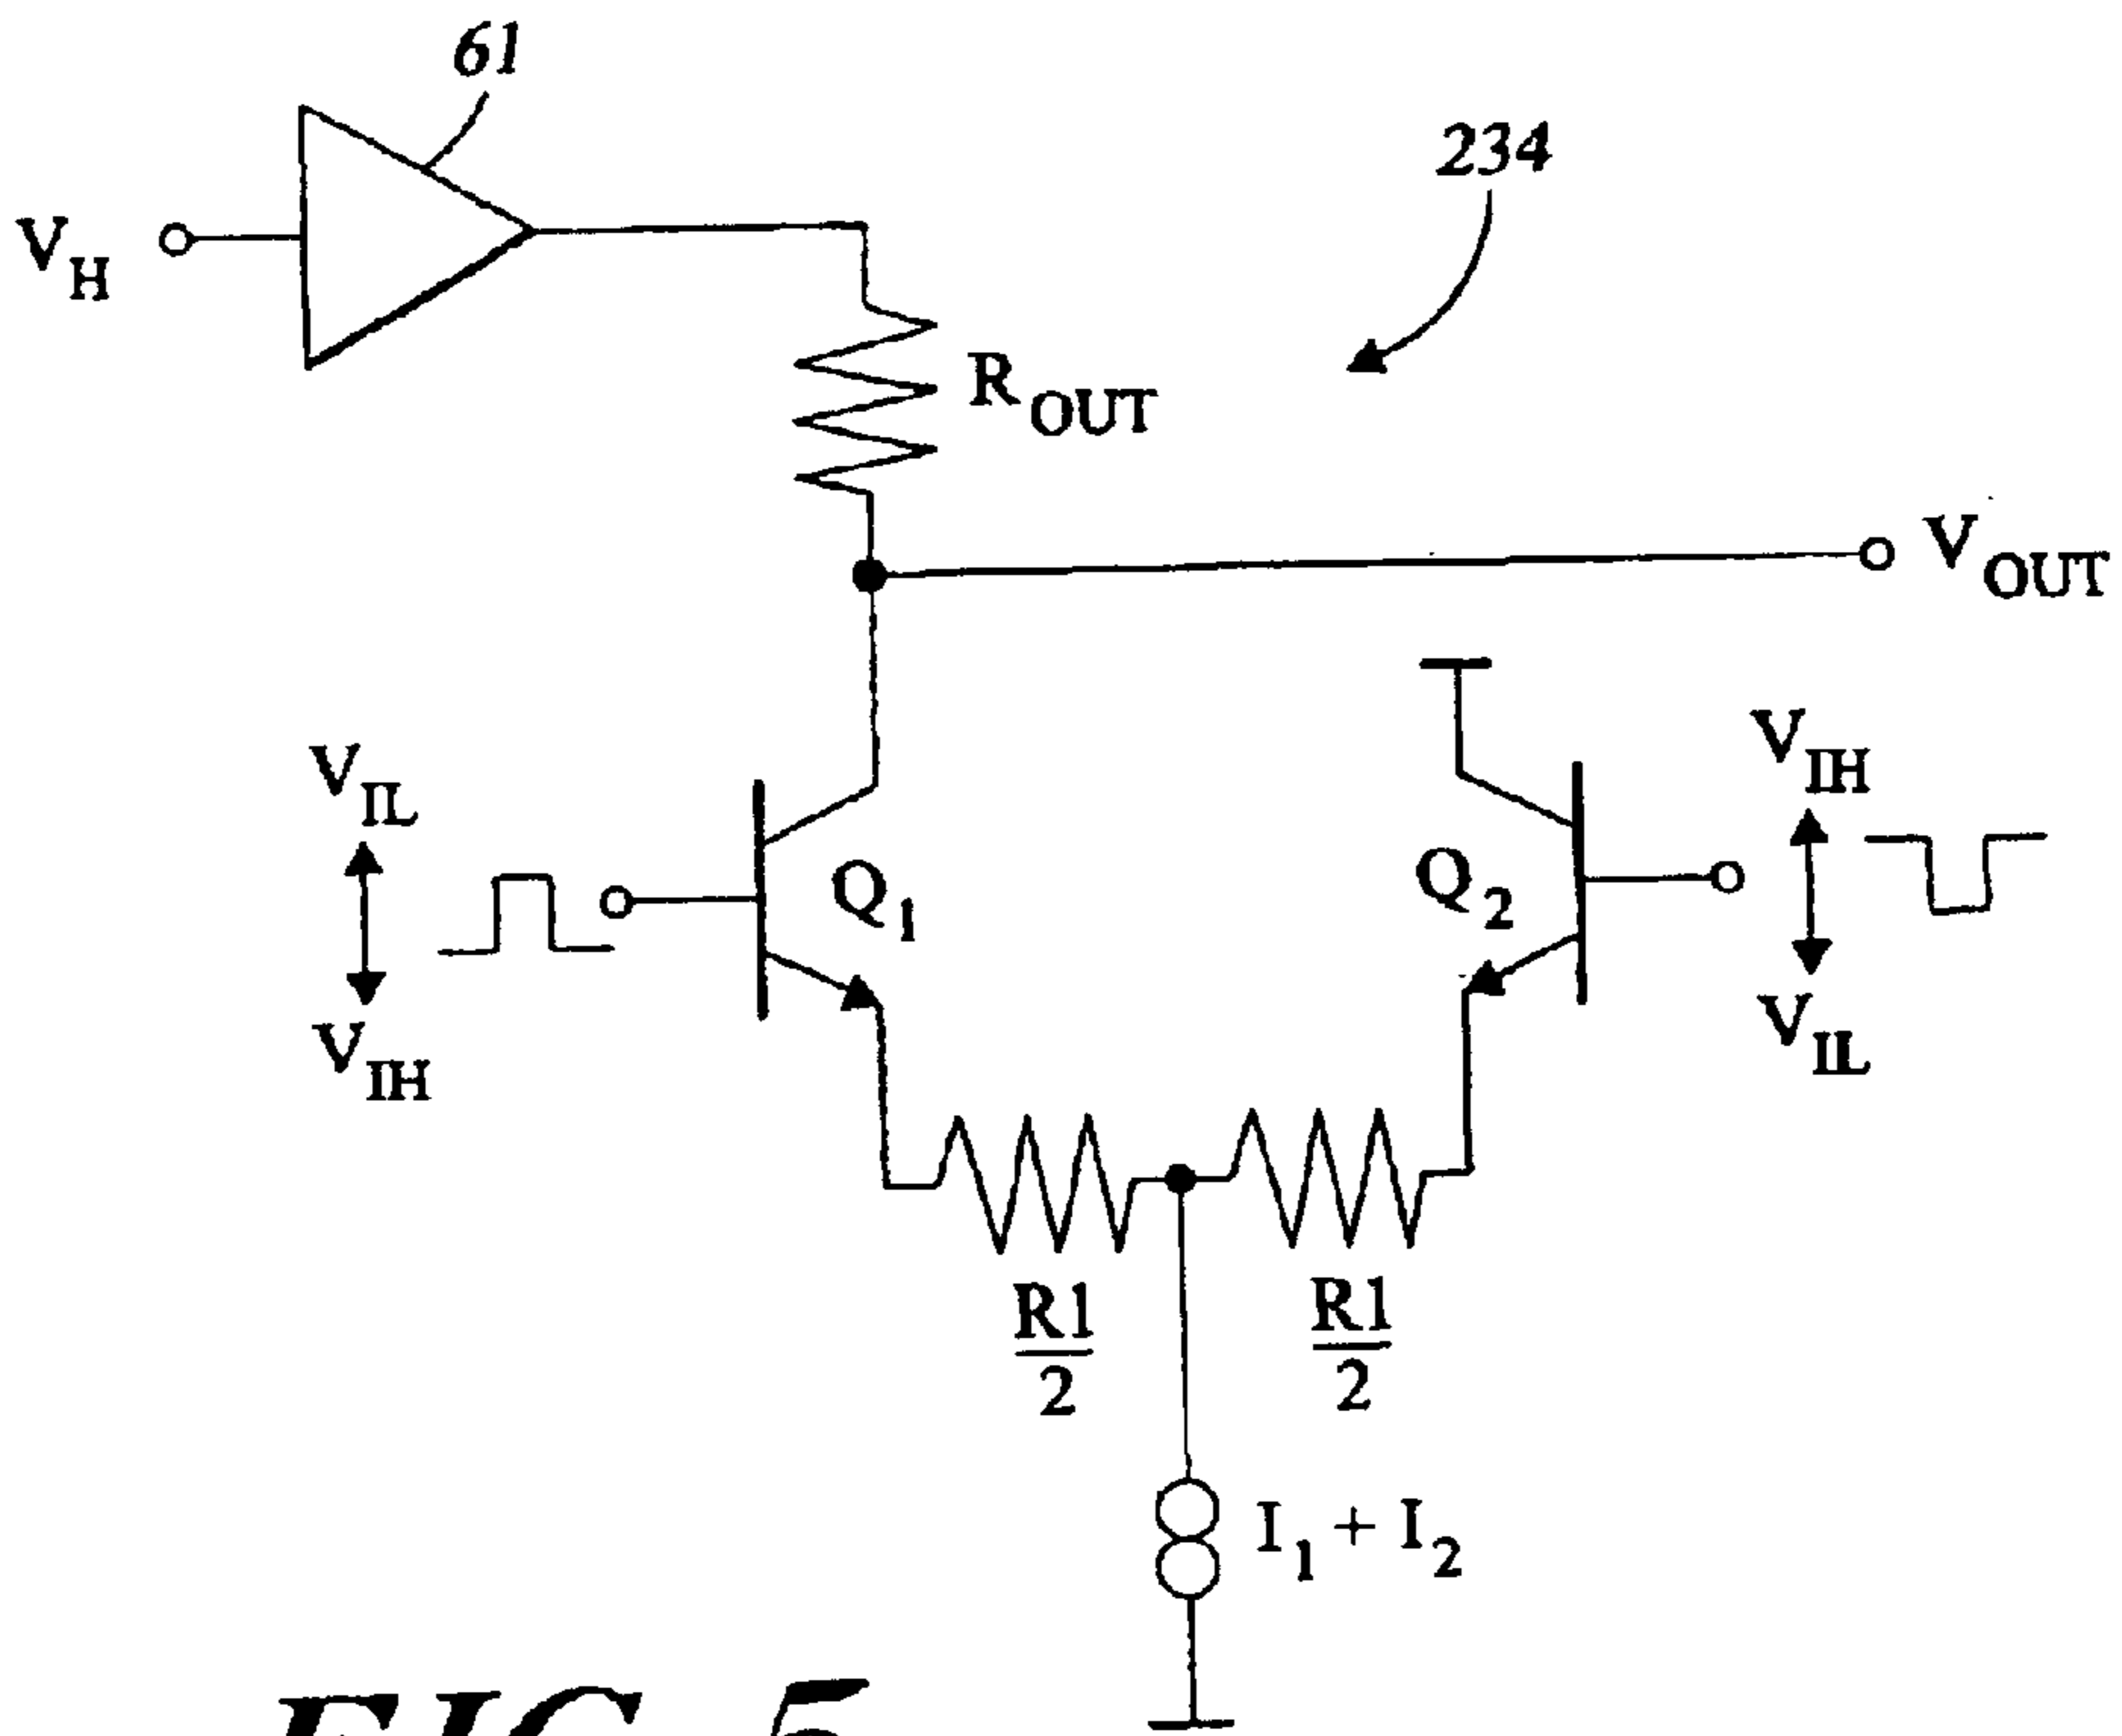 61
234
V_H
R_OUT
V_OUT
V_IL
V_IH
Q_1
Q_2
V_IH
V_IL
R1/2
R1/2
I_1 + I_2
FIG. 5